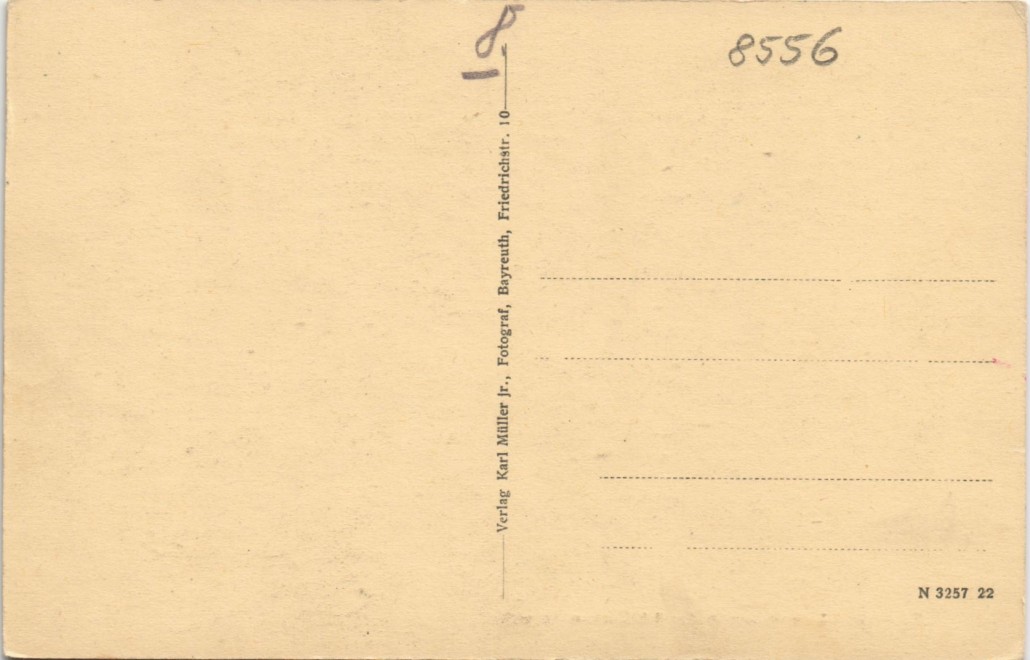 8.
8556
Verlag Karl Müller jr., Fotograf, Bayreuth, Friedrichstr. 10
N 3257 22